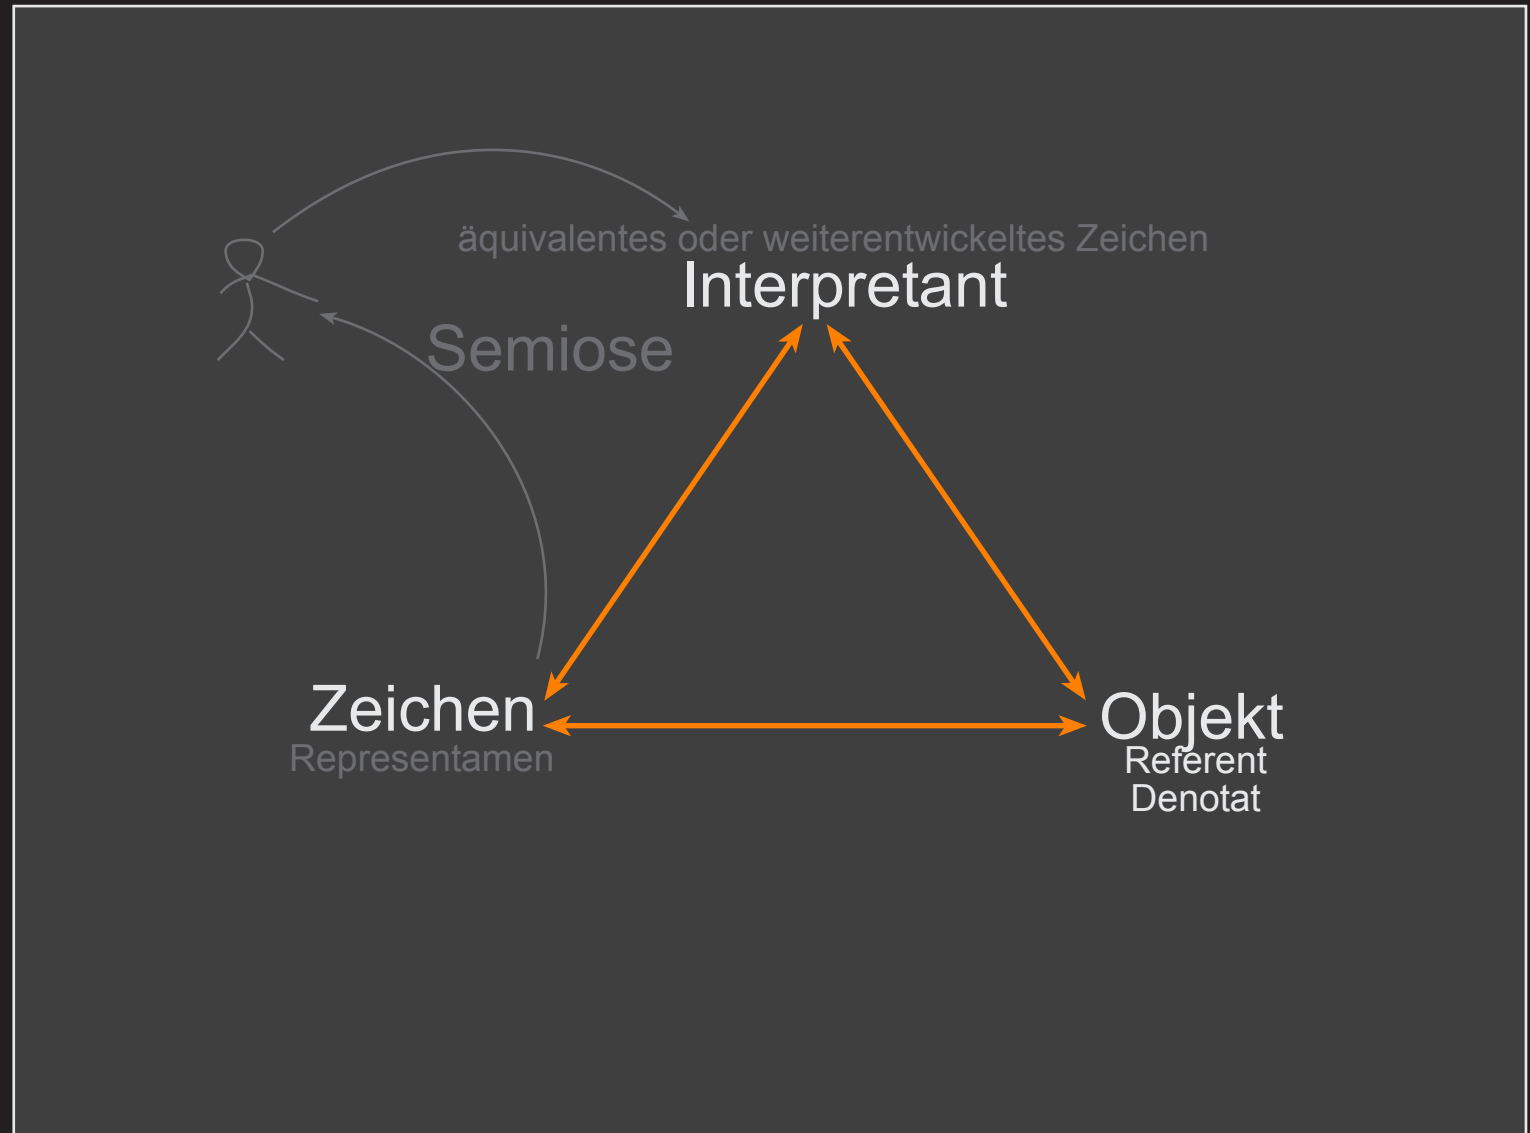 äquivalentes oder weiterentwickeltes Zeichen
Interpretant
Semiose
Zeichen
Representamen
Objekt
Referent
Denotat